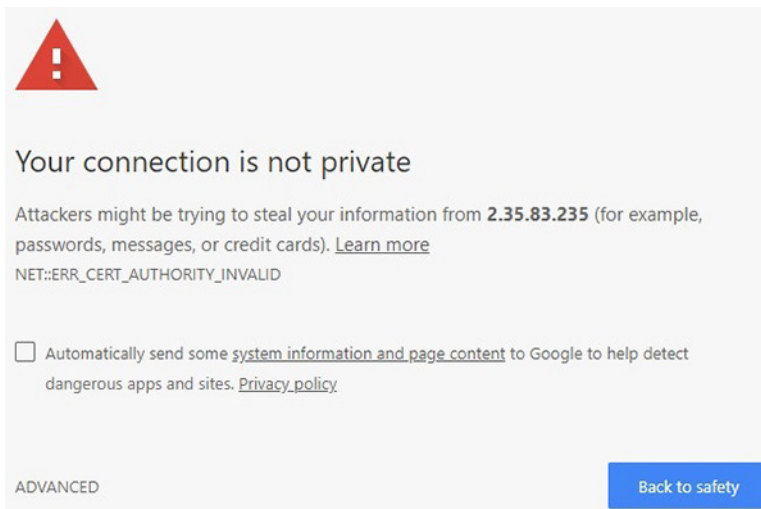 Your connection is not private
Attackers might be trying to steal your information from 2.35.83.235 (for example,
passwords, messages, or credit cards). Learn more
NET::ERR_CERT_AUTHORITY_INVALID
Automatically send some system information and page content to Google to help detect
dangerous apps and sites. Privacy policy
ADVANCED
Back to safety